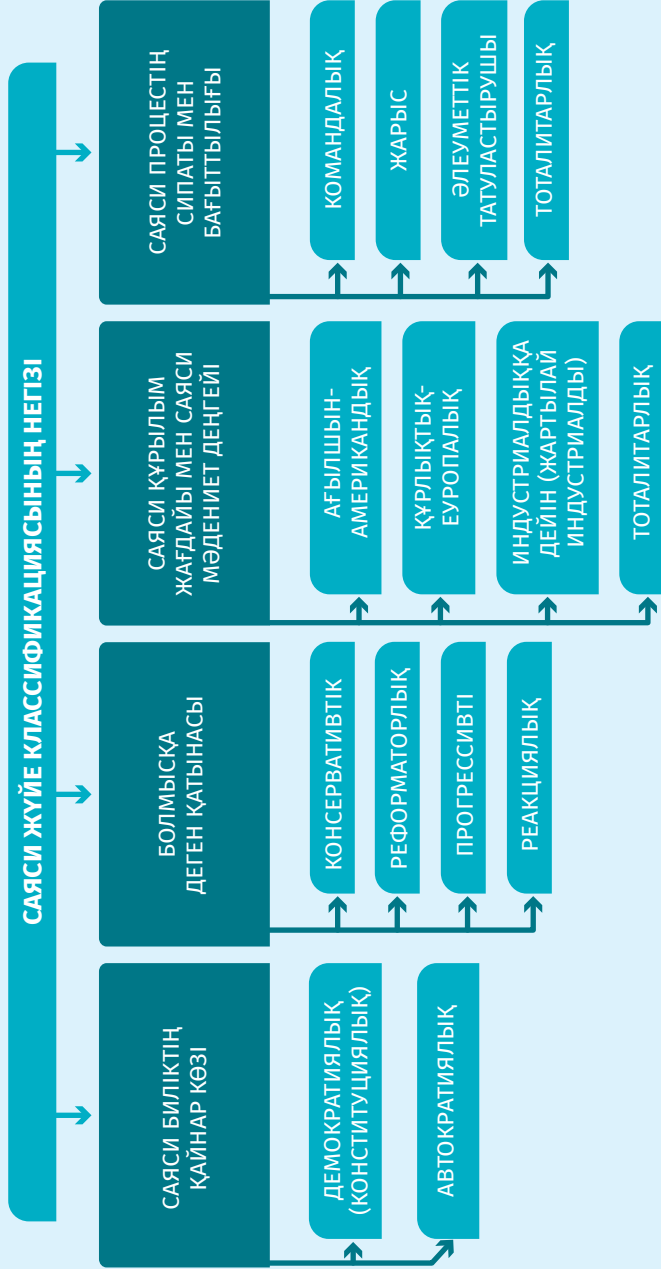 САЯСИ ЖҮЙЕ КЛАССИФИКАЦИЯСЫНЫҢ НЕГІЗІ
САЯСИ БИЛІКТІҢ
ҚАЙНАР КӨЗІ
ДЕМОКРАТИЯЛЫҚ
(КОНСТИТУЦИЯЛЫҚ)
АВТОКРАТИЯЛЫҚ
БОЛМЫСҚА
ДЕГЕН ҚАТЫНАСЫ
КОНСЕРВАТИВТІК
РЕФОРМАТОРЛЫҚ
ПРОГРЕССИВТІ
РЕАКЦИЯЛЫҚ
САЯСИ ҚҰРЫЛЫМ
ЖАҒДАЙЫ МЕН САЯСИ
МӘДЕНИЕТ ДЕҢГЕЙІ
АҒЫЛШЫН-
АМЕРИКАНДЫҚ
ҚҰРЛЫҚТЫҚ-
ЕУРОПАЛЫҚ
ИНДУСТРИАЛДЫҚҚА
ДЕЙІН (ЖАРТЫЛАЙ
ИНДУСТРИАЛДЫ)
ТОТАЛИТАРЛЫҚ
САЯСИ ПРОЦЕСТІҢ
СИПАТЫ МЕН
БАҒЫТТЫЛЫҒЫ
КОМАНДАЛЫҚ
ЖАРЫС
ӘЛЕУМЕТТІК
ТАТУЛАСТЫРУШЫ
ТОТАЛИТАРЛЫҚ